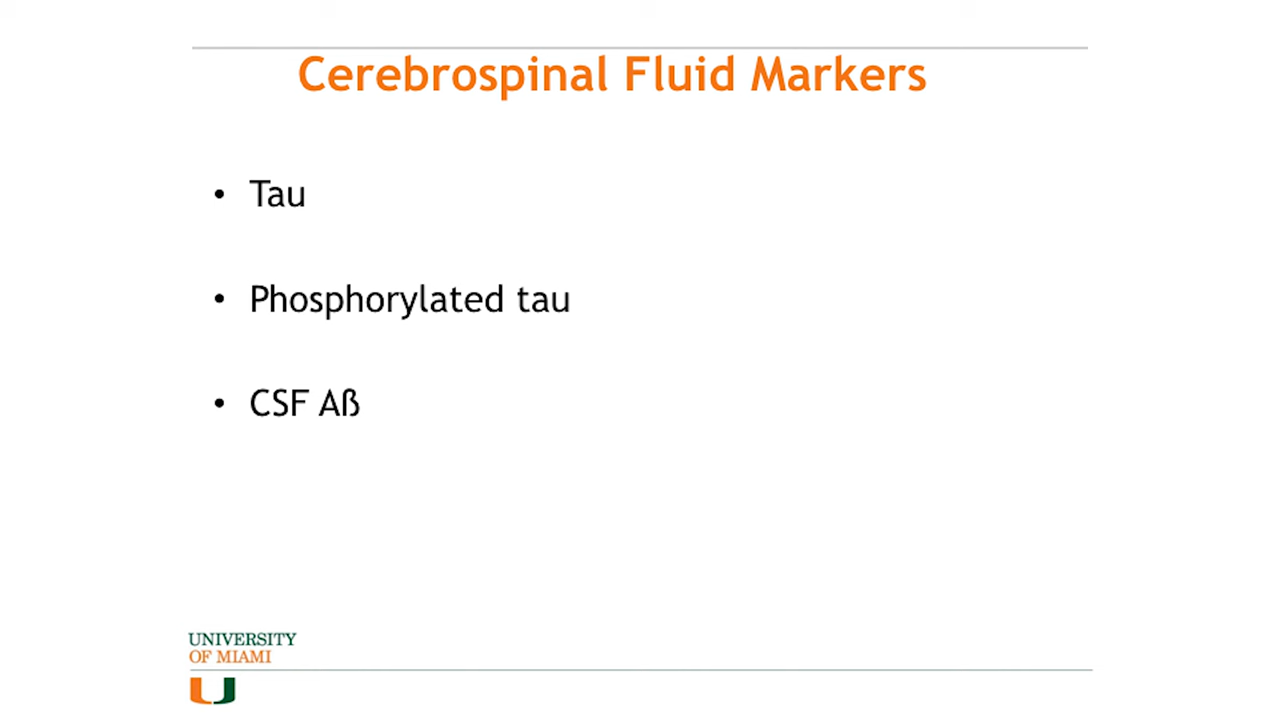 Cerebrospinal Fluid Markers
• Tau
• Phosphorylated tau
• CSF Aß
UNIVERSITY
OF MIAMI